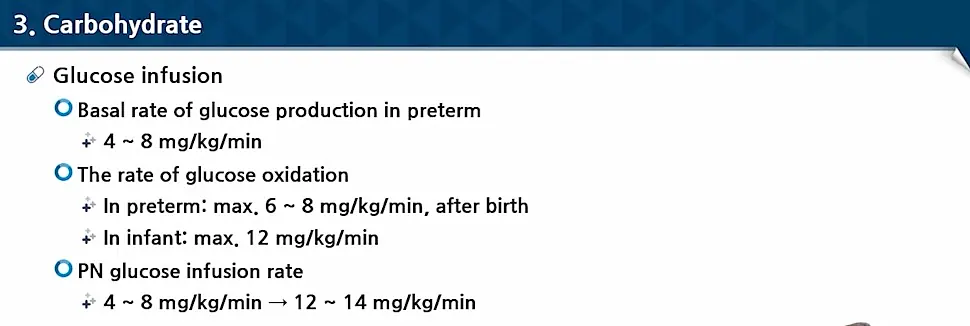 3. Carbohydrate
Glucose infusion
Basal rate of glucose production in preterm
4 ~ 8 mg/kg/min
The rate of glucose oxidation
In preterm: max. 6 ~ 8 mg/kg/min, after birth
In infant: max. 12 mg/kg/min
PN glucose infusion rate
4 ~ 8 mg/kg/min → 12 ~ 14 mg/kg/min